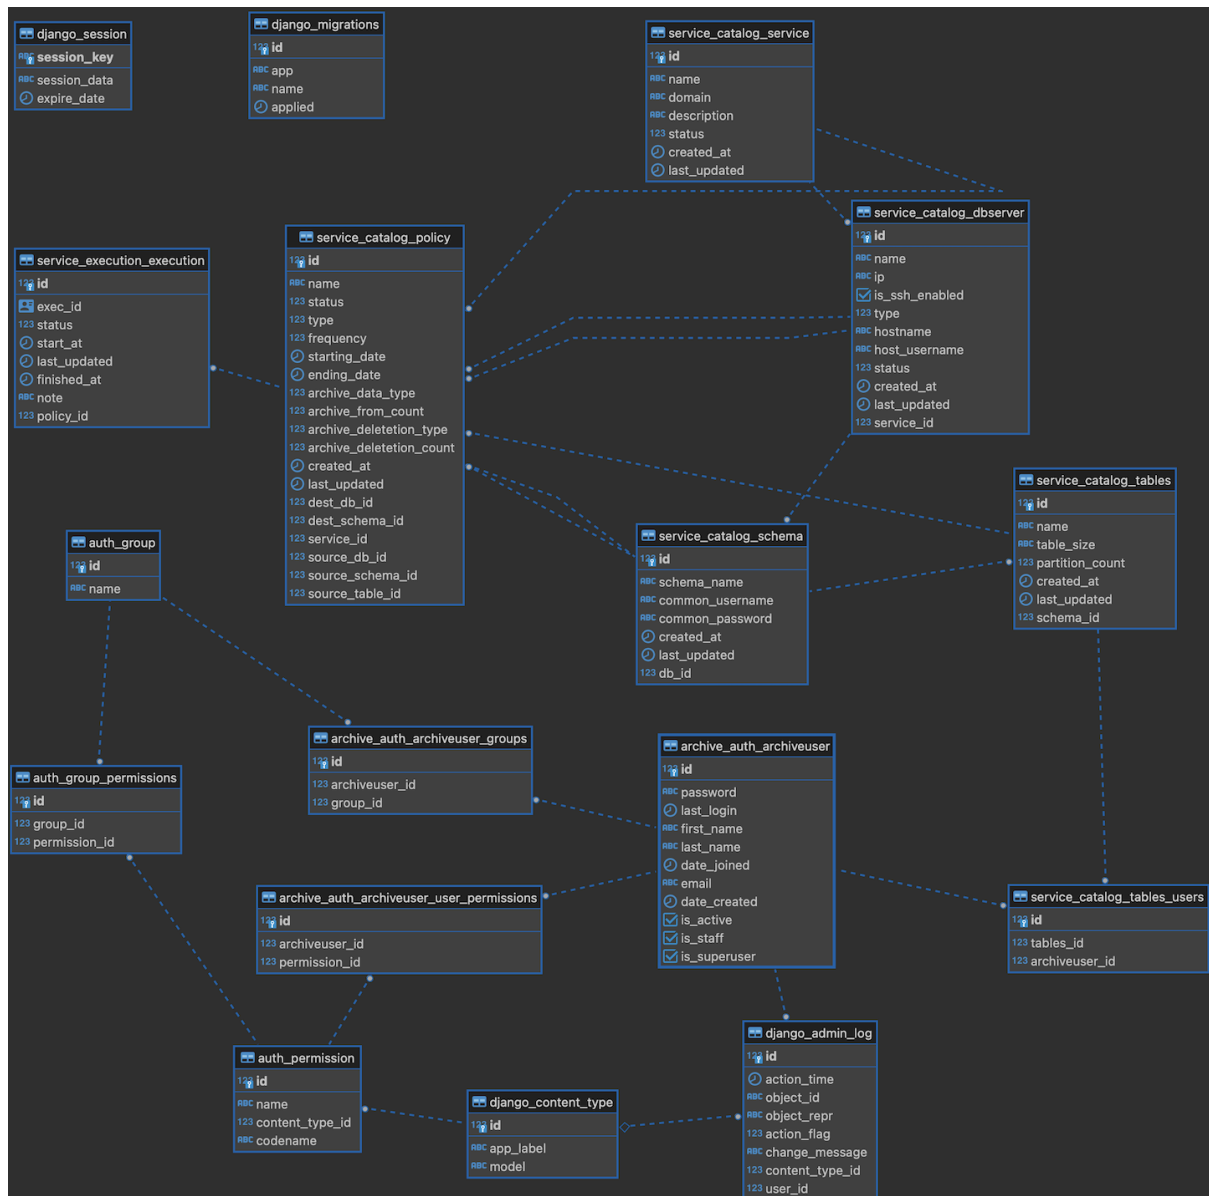 django_session
session_key
session_data
expire_date
django_migrations
id
app
name
applied
service_catalog_service
id
name
domain
description
status
created_at
last_updated
service_catalog_dbserver
id
name
ip
is_ssh_enabled
type
hostname
host_username
status
created_at
last_updated
service_id
service_catalog_policy
id
name
status
type
frequency
starting_date
ending_date
archive_data_type
archive_from_count
archive_deletetion_type
archive_deletetion_count
created_at
last_updated
dest_db_id
dest_schema_id
service_id
source_db_id
source_schema_id
source_table_id
service_execution_execution
id
exec_id
status
start_at
last_updated
finished_at
note
policy_id
service_catalog_tables
id
name
table_size
partition_count
created_at
last_updated
schema_id
service_catalog_schema
id
schema_name
common_username
common_password
created_at
last_updated
db_id
auth_group
id
name
archive_auth_archiveuser_groups
id
archiveuser_id
group_id
archive_auth_archiveuser
id
password
last_login
first_name
last_name
date_joined
email
date_created
is_active
is_staff
is_superuser
auth_group_permissions
id
group_id
permission_id
archive_auth_archiveuser_user_permissions
id
archiveuser_id
permission_id
service_catalog_tables_users
id
tables_id
archiveuser_id
auth_permission
id
name
content_type_id
codename
django_content_type
id
app_label
model
django_admin_log
id
action_time
object_id
object_repr
action_flag
change_message
content_type_id
user_id